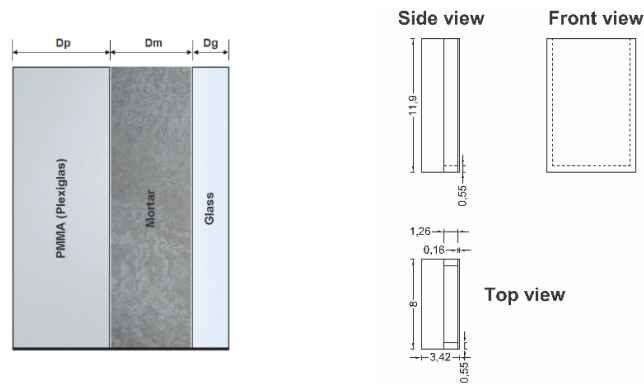 Dp
Dm
Dg
PMMA (Plexiglas)
Mortar
Glass
Side view
Front view
11,9
0,55
1,26
0,16
8
3,42
0,55
Top view